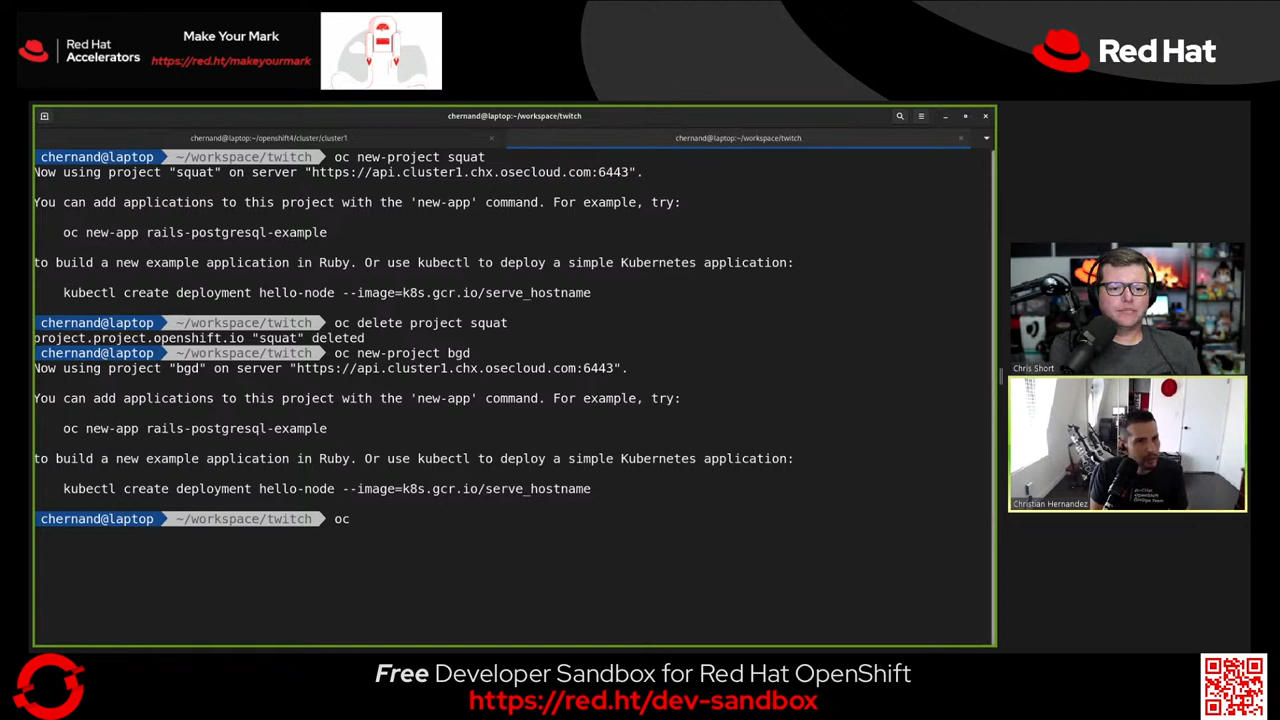 Red Hat
Accelerators
Make Your Mark
https://red.ht/makeyourmark
Red Hat
chernand@laptop:~/workspace/twitch
chernand@laptop:~/openshift4/cluster/cluster1
chernand@laptop:~/workspace/twitch
chernand@laptop ~/workspace/twitch oc new-project squat
Now using project "squat" on server "https://api.cluster1.chx.osecloud.com:6443".
You can add applications to this project with the 'new-app' command. For example, try:
oc new-app rails-postgresql-example
to build a new example application in Ruby. Or use kubectl to deploy a simple Kubernetes application:
kubectl create deployment hello-node --image=k8s.gcr.io/serve_hostname
chernand@laptop ~/workspace/twitch oc delete project squat
project.project.openshift.io "squat" deleted
chernand@laptop ~/workspace/twitch oc new-project bgd
Now using project "bgd" on server "https://api.cluster1.chx.osecloud.com:6443".
You can add applications to this project with the 'new-app' command. For example, try:
oc new-app rails-postgresql-example
to build a new example application in Ruby. Or use kubectl to deploy a simple Kubernetes application:
kubectl create deployment hello-node --image=k8s.gcr.io/serve_hostname
chernand@laptop ~/workspace/twitch oc
Chris Short
Christian Hernandez
Free Developer Sandbox for Red Hat OpenShift
https://red.ht/dev-sandbox